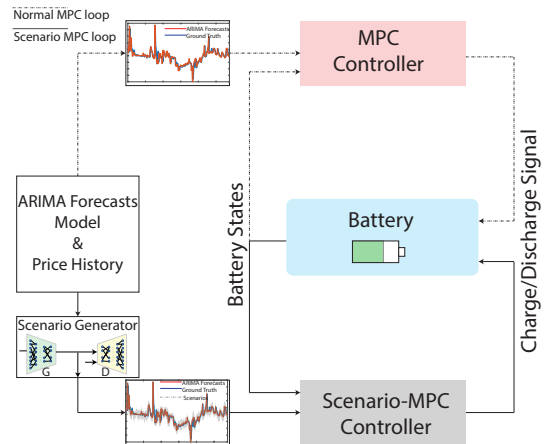 Normal MPC loop
Scenario MPC loop
ARIMA Forecasts
Ground Truth
MPC
Controller
ARIMA Forecasts
Model
&
Price History
Battery States
Battery
Charge/Discharge Signal
Scenario Generator
G
D
ARIMA Forecasts
Ground Truth
Scenario
Scenario-MPC
Controller